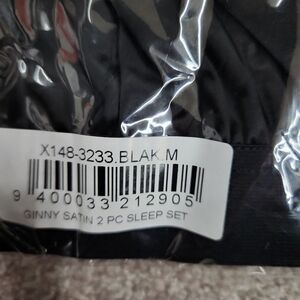 X148-3233.BLAK.M
9 400033 212905
GINNY SATIN 2 PC SLEEP SET